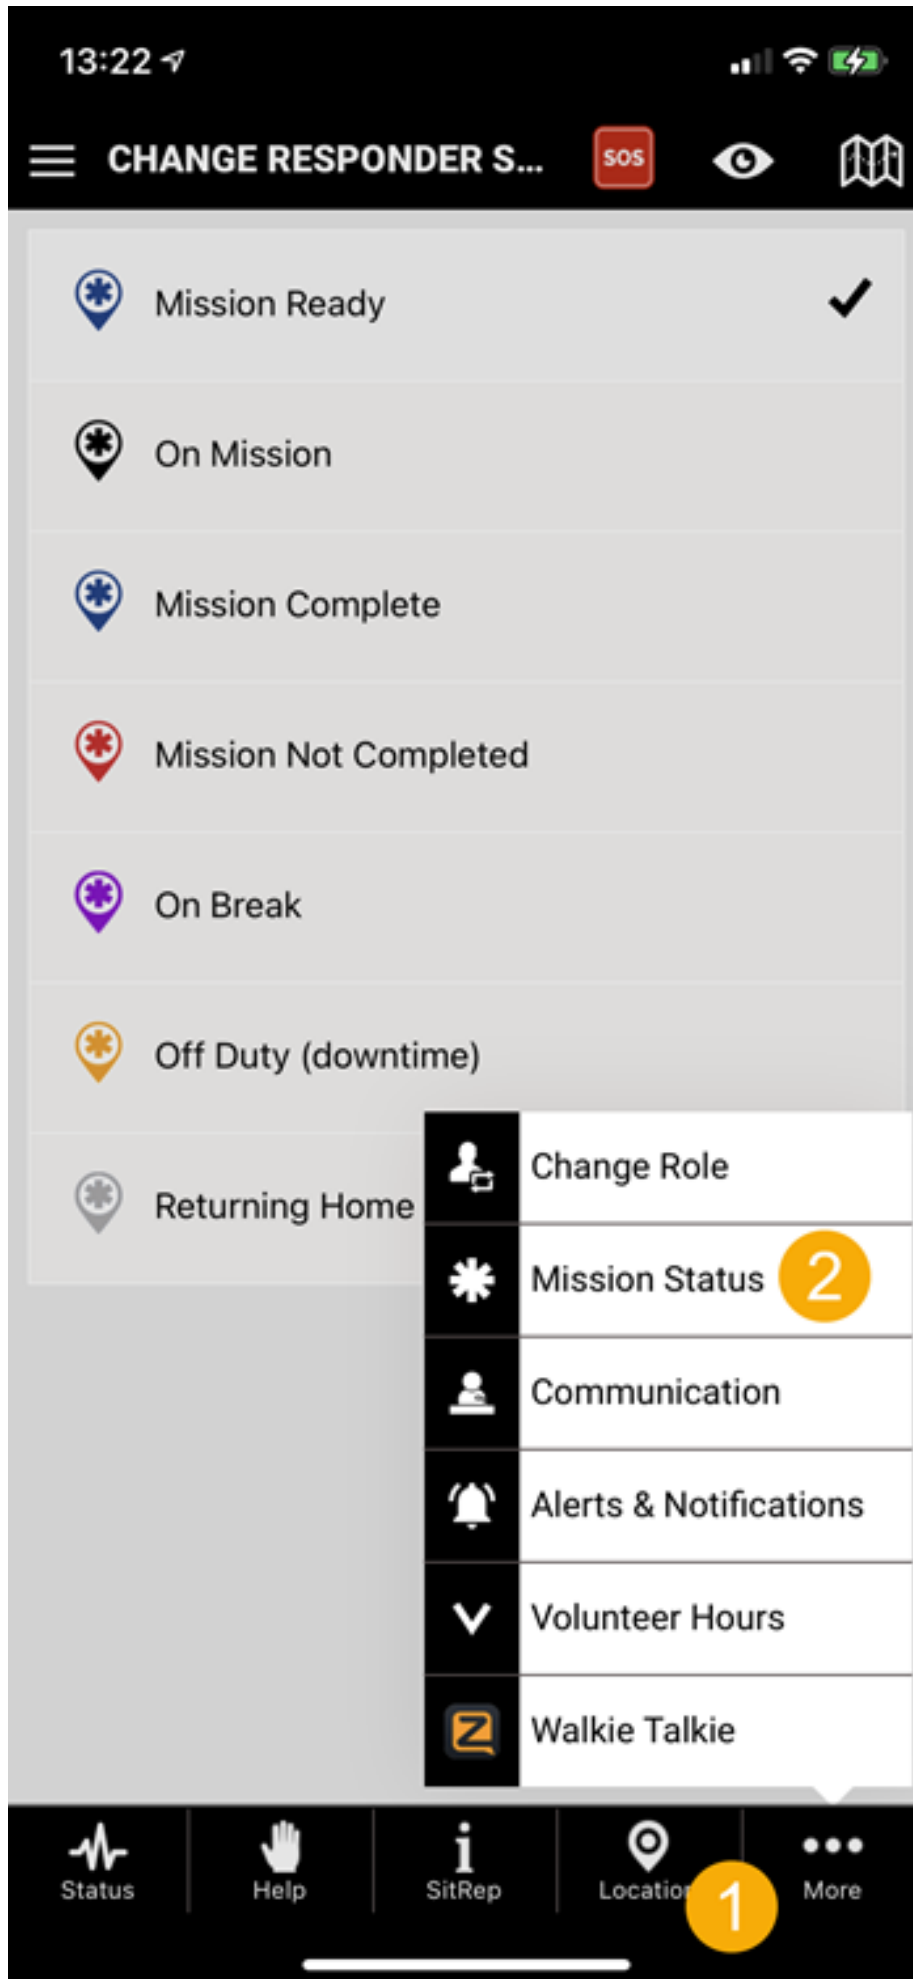 13:22
CHANGE RESPONDER S...
SOS
Mission Ready
On Mission
Mission Complete
Mission Not Completed
On Break
Off Duty (downtime)
Returning Home
Change Role
Mission Status 2
Communication
Alerts & Notifications
Volunteer Hours
Z Walkie Talkie
Status
Help
i
SitRep
Location
1
More